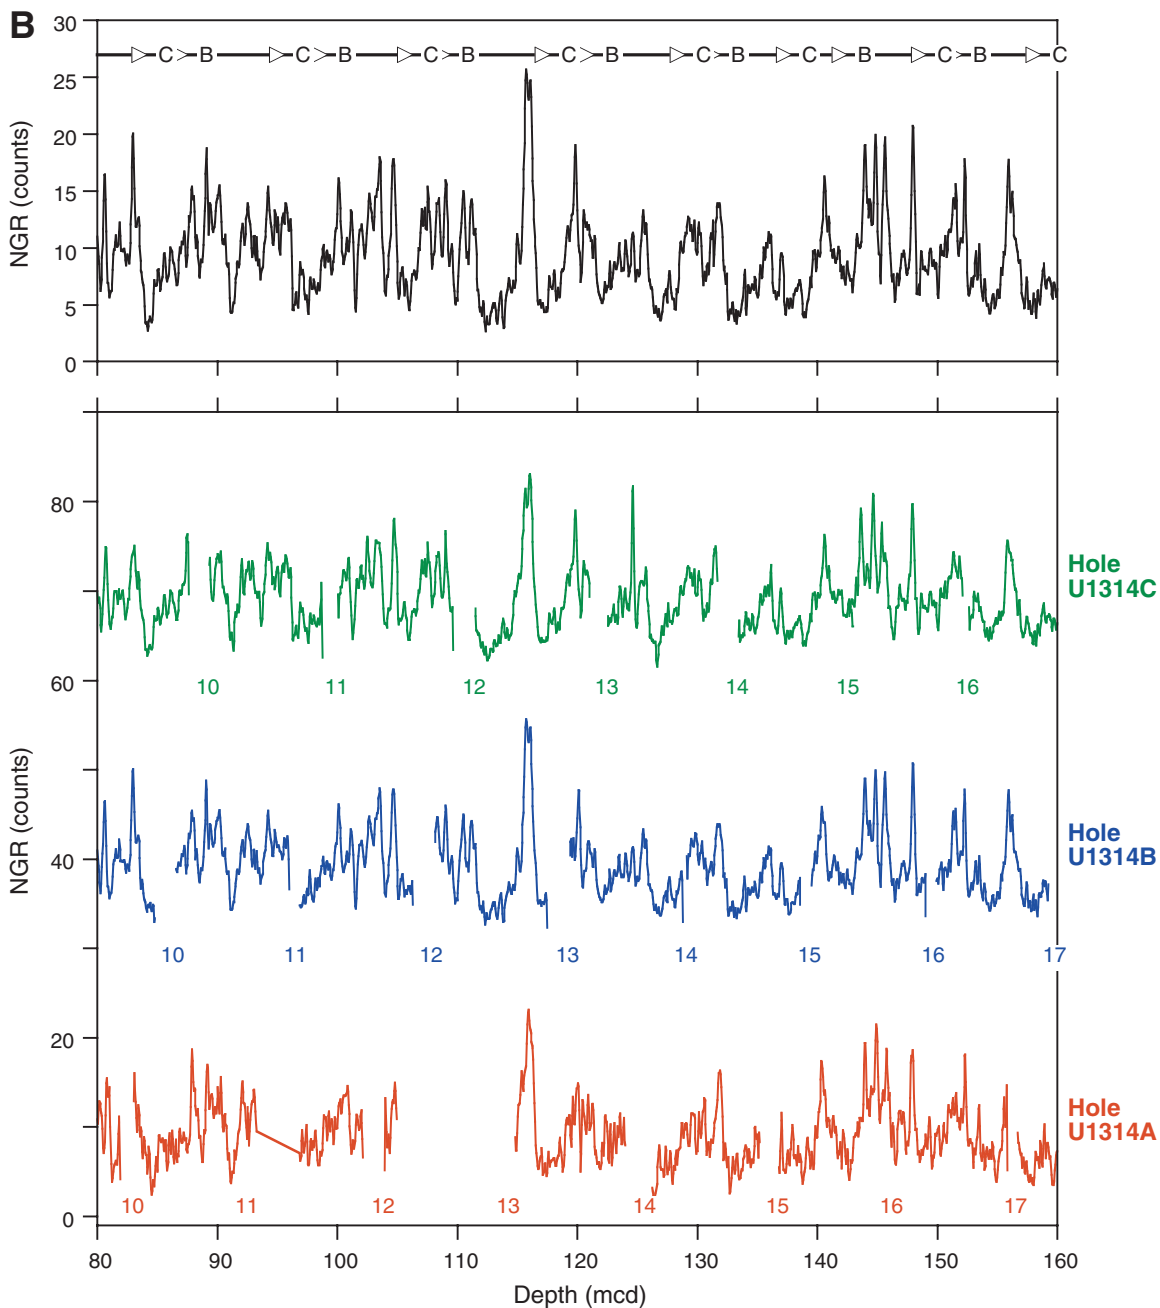 B
30
25
20
15
10
5
0
NGR (counts)
C > B C > B C > B C > B C > B C B C > B C
80
60
40
20
0
NGR (counts)
Hole
U1314C
10 11 12 13 14 15 16
Hole
U1314B
10 11 12 13 14 15 16 17
Hole
U1314A
10 11 12 13 14 15 16 17
80 90 100 110 120 130 140 150 160
Depth (mcd)